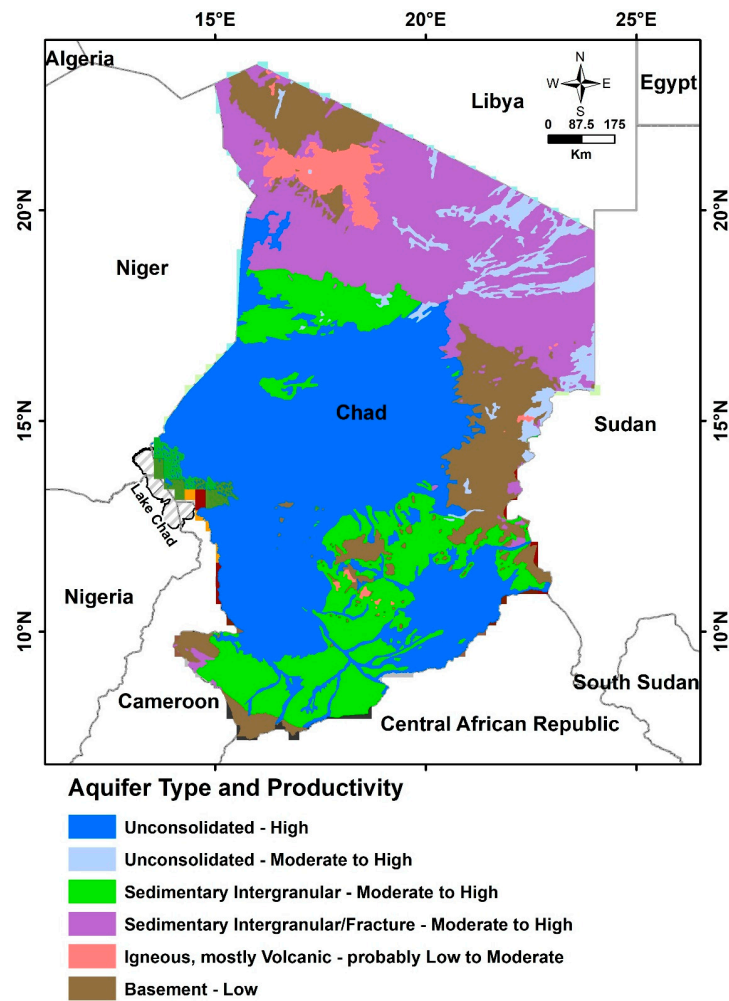 15°E 20°E 25°E
Algeria
Libya
Egypt
N
W E
S
0 87.5 175
Km
20°N 20°N
Niger
Chad
Sudan
15°N 15°N
Lake Chad
Nigeria
10°N 10°N
Cameroon
South Sudan
Central African Republic
15°E 20°E 25°E
Aquifer Type and Productivity
Unconsolidated - High
Unconsolidated - Moderate to High
Sedimentary Intergranular - Moderate to High
Sedimentary Intergranular/Fracture - Moderate to High
Igneous, mostly Volcanic - probably Low to Moderate
Basement - Low